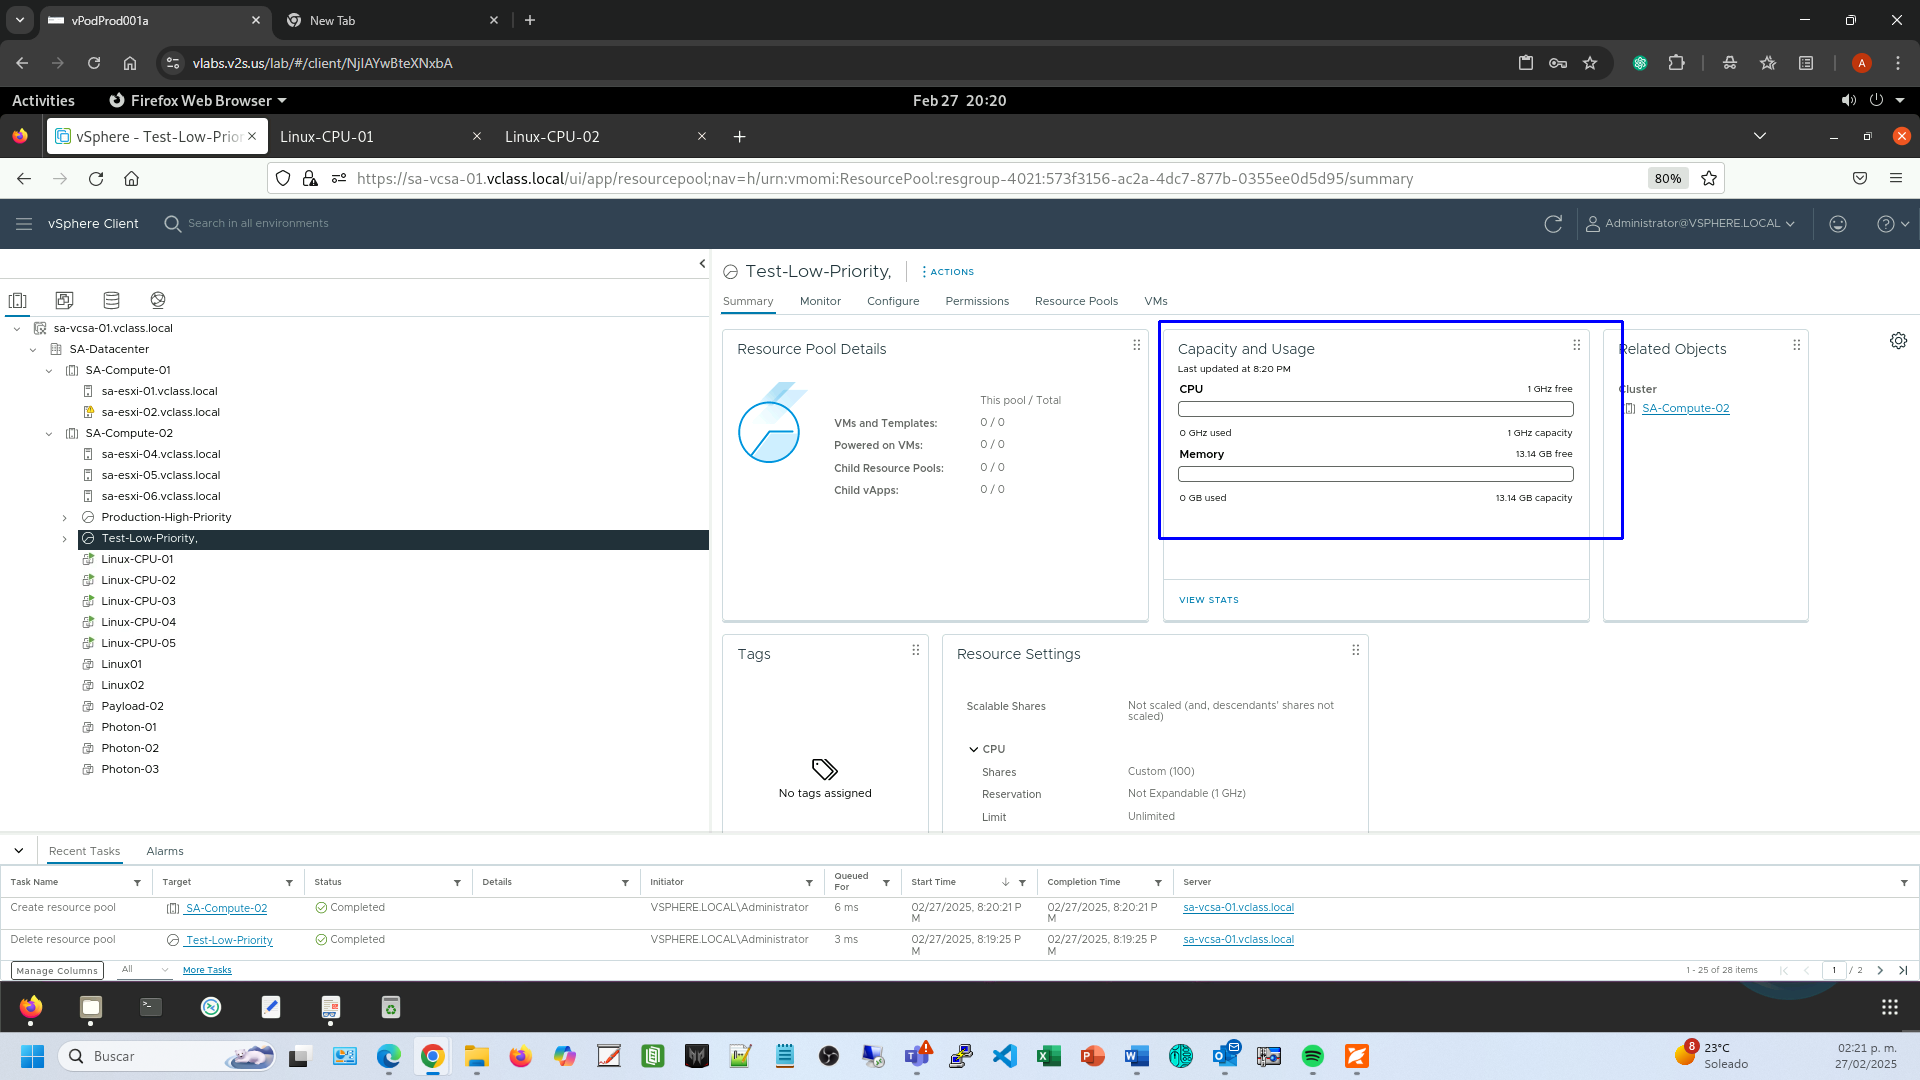 vPodProd001a
New Tab
vlabs.v2s.us/lab/#/client/NjIAYwBteXNxbA
A
Activities
Firefox Web Browser
Feb 27 20:20
vSphere - Test-Low-Prior
Linux-CPU-01
Linux-CPU-02
https://sa-vcsa-01.vclass.local/ui/app/resourcepool;nav=h/urn:vmomi:ResourcePool:resgroup-4021:573f3156-ac2a-4dc7-877b-0355ee0d5d95/summary
80%
vSphere Client
Search in all environments
Administrator@VSPHERE.LOCAL
sa-vcsa-01.vclass.local
SA-Datacenter
SA-Compute-01
sa-esxi-01.vclass.local
sa-esxi-02.vclass.local
SA-Compute-02
sa-esxi-04.vclass.local
sa-esxi-05.vclass.local
sa-esxi-06.vclass.local
Production-High-Priority
Test-Low-Priority,
Linux-CPU-01
Linux-CPU-02
Linux-CPU-03
Linux-CPU-04
Linux-CPU-05
Linux01
Linux02
Payload-02
Photon-01
Photon-02
Photon-03
Test-Low-Priority,
ACTIONS
Summary
Monitor
Configure
Permissions
Resource Pools
VMs
Resource Pool Details
This pool / Total
VMs and Templates: 0 / 0
Powered on VMs: 0 / 0
Child Resource Pools: 0 / 0
Child vApps: 0 / 0
Capacity and Usage
Last updated at 8:20 PM
CPU 1 GHz free
0 GHz used 1 GHz capacity
Memory 13.14 GB free
0 GB used 13.14 GB capacity
VIEW STATS
Related Objects
Cluster
SA-Compute-02
Tags
No tags assigned
Resource Settings
Scalable Shares Not scaled (and, descendants' shares not
scaled)
CPU
Shares Custom (100)
Reservation Not Expandable (1 GHz)
Limit Unlimited
Recent Tasks
Alarms
Task Name Target Status Details Initiator Queued For Start Time Completion Time Server
Create resource pool SA-Compute-02 Completed VSPHERE.LOCAL\Administrator 6 ms 02/27/2025, 8:20:21 PM 02/27/2025, 8:20:21 PM sa-vcsa-01.vclass.local
Delete resource pool Test-Low-Priority Completed VSPHERE.LOCAL\Administrator 3 ms 02/27/2025, 8:19:25 PM 02/27/2025, 8:19:25 PM sa-vcsa-01.vclass.local
Manage Columns All More Tasks 1 - 25 of 28 items 1 / 2
Buscar
8
23°C
Soleado
02:21 p. m.
27/02/2025